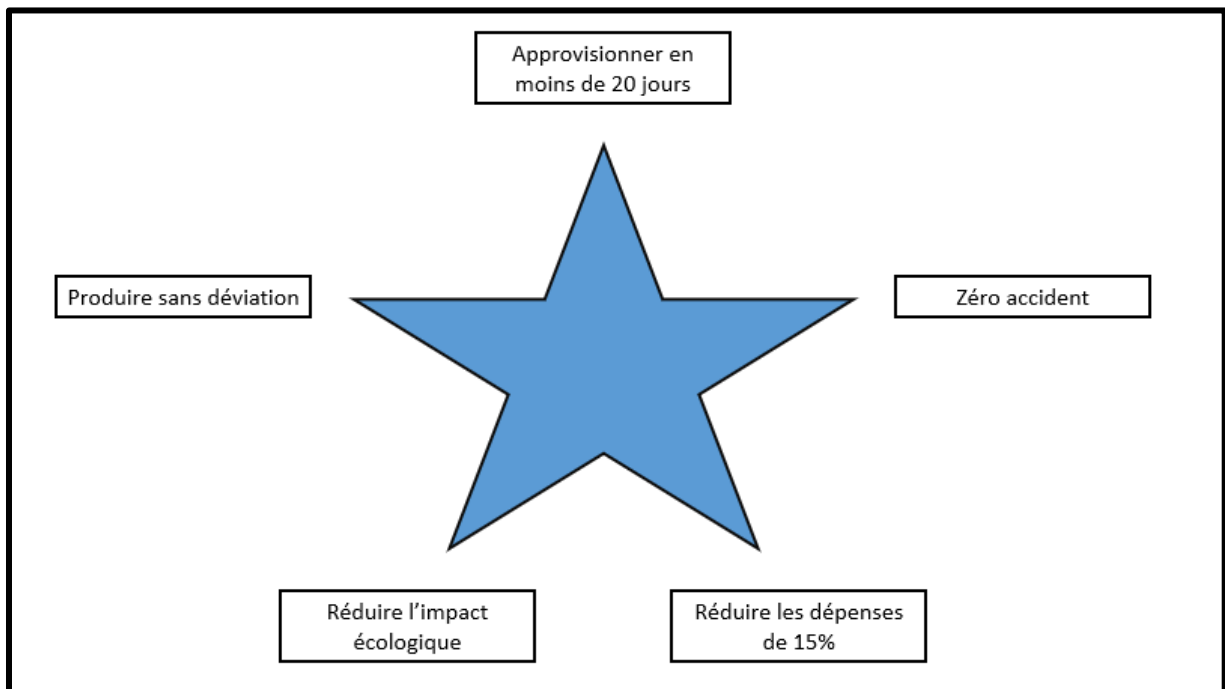 Approvisionner en
moins de 20 jours
Produire sans déviation
Zéro accident
Réduire l’impact
écologique
Réduire les dépenses
de 15%